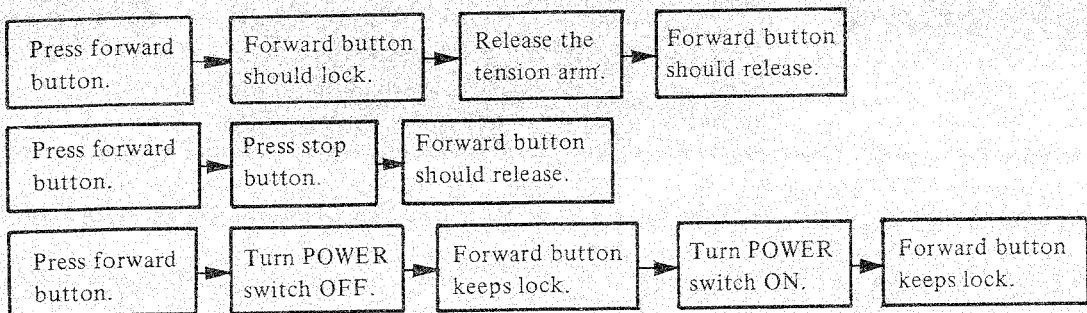 Press forward
button.
Forward button
should lock.
Release the
tension arm.
Forward button
should release.
Press forward
button.
Press stop
button.
Forward button
should release.
Press forward
button.
Turn POWER
switch OFF.
Forward button
keeps lock.
Turn POWER
switch ON.
Forward button
keeps lock.